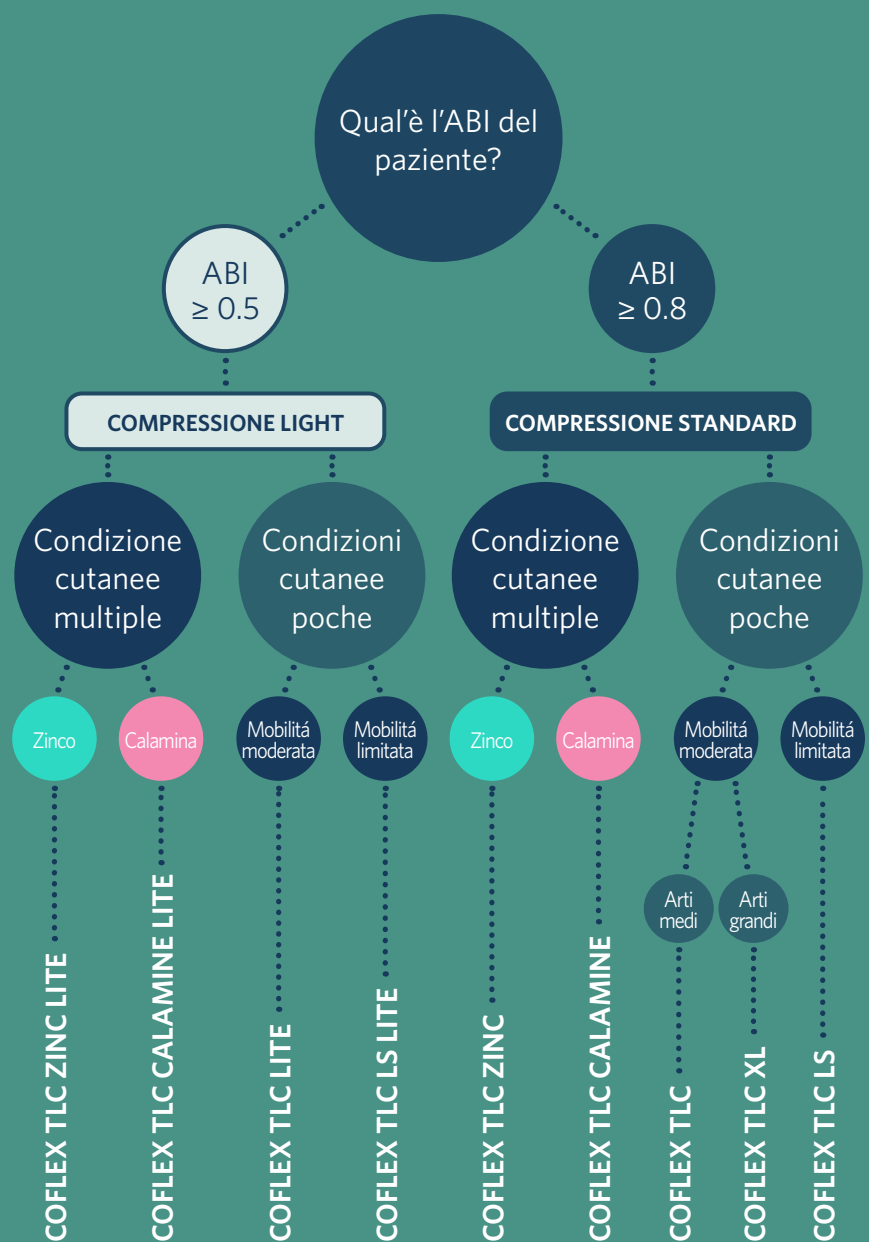 Qual'è l'ABI del
paziente?
ABI
≥ 0.5
ABI
≥ 0.8
COMPRESSIONE LIGHT
COMPRESSIONE STANDARD
Condizione
cutanee
multiple
Condizioni
cutanee
poche
Condizione
cutanee
multiple
Condizioni
cutanee
poche
Zinco
Calamina
Mobilitá
moderata
Mobilitá
limitata
Zinco
Calamina
Mobilitá
moderata
Mobilitá
limitata
Arti
medi
Arti
grandi
COFLEX TLC ZINC LITE
COFLEX TLC CALAMINE LITE
COFLEX TLC LITE
COFLEX TLC LS LITE
COFLEX TLC ZINC
COFLEX TLC CALAMINE
COFLEX TLC
COFLEX TLC XL
COFLEX TLC LS